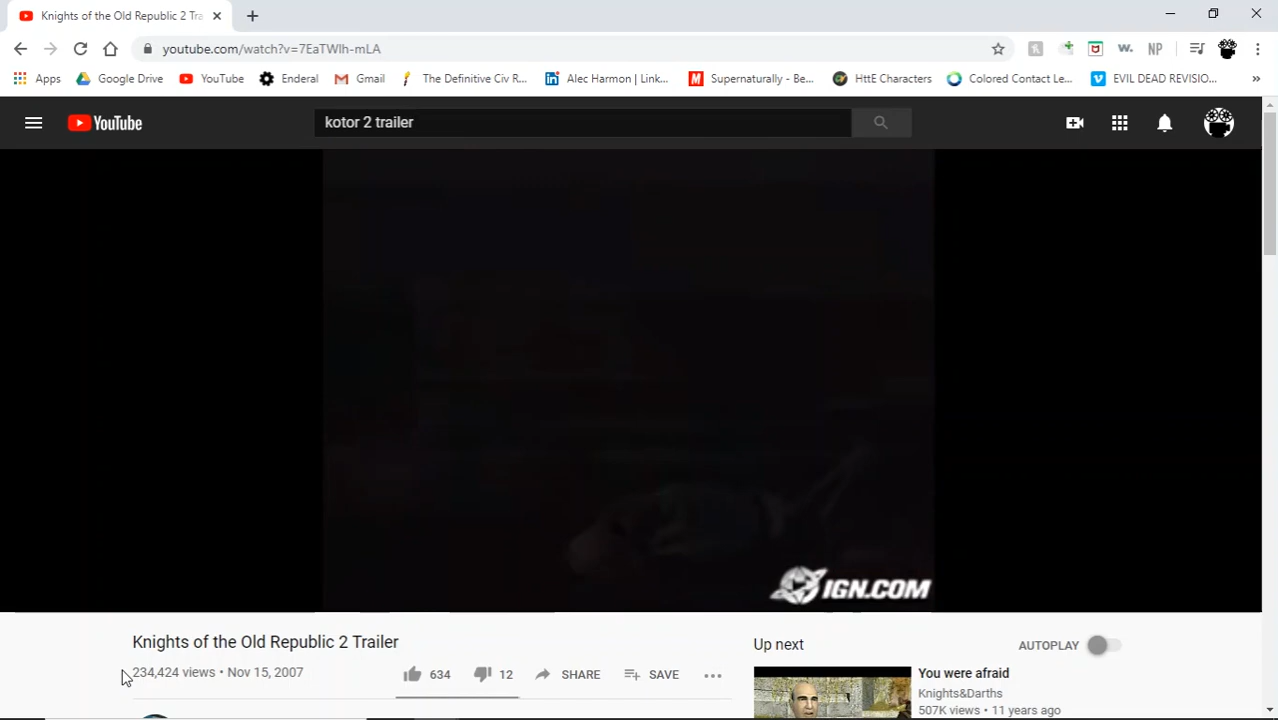 Knights of the Old Republic 2 Tra
youtube.com/watch?v=7EaTWIh-mLA
W.
NP
Apps
Google Drive
YouTube
Enderal
Gmail
The Definitive Civ R...
Alec Harmon | Link...
Supernaturally - Be...
HttE Characters
Colored Contact Le...
EVIL DEAD REVISIO...
»
YouTube
kotor 2 trailer
IGN.COM
Knights of the Old Republic 2 Trailer
234,424 views • Nov 15, 2007
634
12
SHARE
SAVE
Up next
AUTOPLAY
You were afraid
Knights&Darths
507K views • 11 years ago